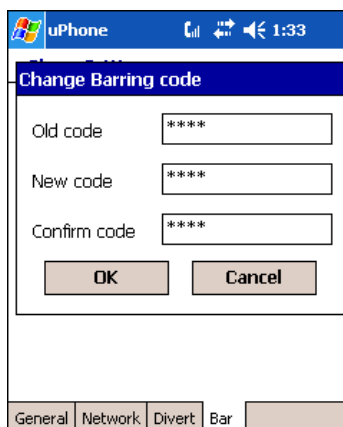 uPhone 1:33
Change Barring code
Old code ****
New code ****
Confirm code ****
OK Cancel
General Network Divert Bar